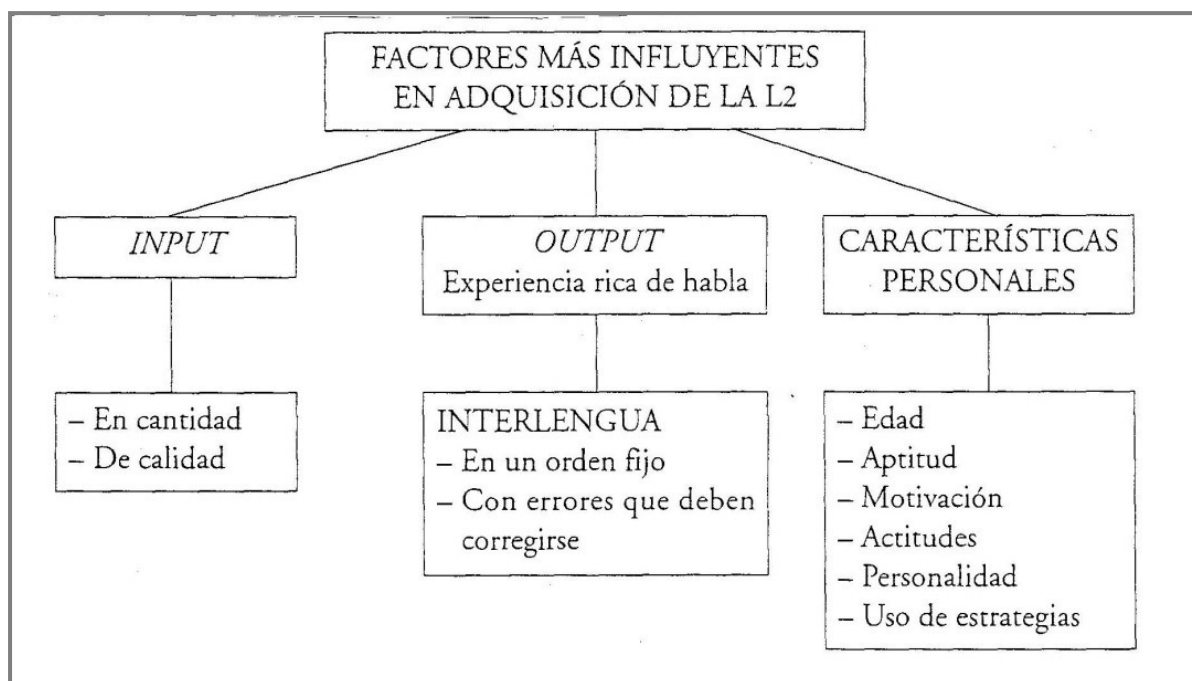 FACTORES MÁS INFLUYENTES
EN ADQUISICIÓN DE LA L2
INPUT
OUTPUT
Experiencia rica de habla
CARACTERÍSTICAS
PERSONALES
– En cantidad
– De calidad
INTERLENGUA
– En un orden fijo
– Con errores que deben
corregirse
– Edad
– Aptitud
– Motivación
– Actitudes
– Personalidad
– Uso de estrategias